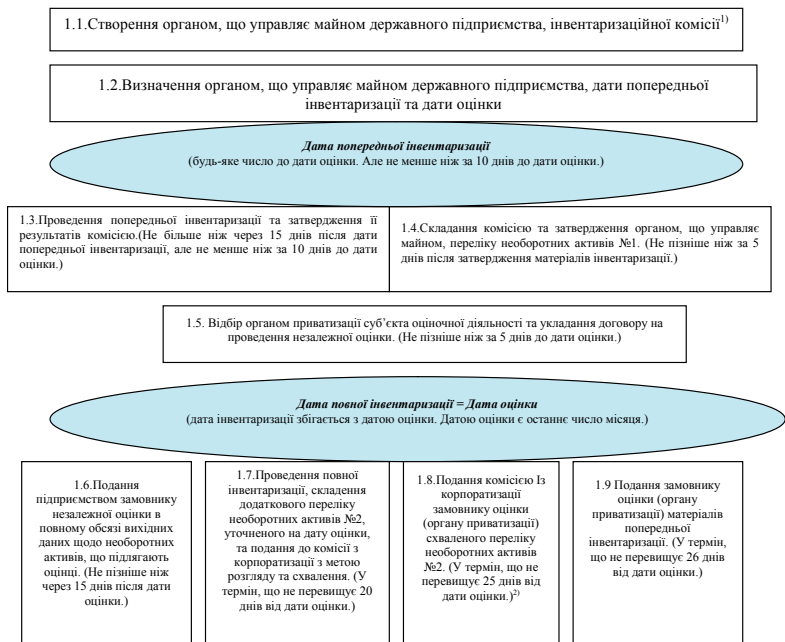 1.1.Створення органом, що управляє майном державного підприємства, інвентаризаційної комісії1)
1.2.Визначення органом, що управляє майном державного підприємства, дати попередньої
інвентаризації та дати оцінки
Дата попередньої інвентаризації
(будь-яке число до дати оцінки. Але не менше ніж за 10 днів до дати оцінки.)
1.3.Проведення попередньої інвентаризації та затвердження її
результатів комісією.(Не більше ніж через 15 днів після дати
попередньої інвентаризації, але не менше ніж за 10 днів до дати
оцінки.)
1.4.Складання комісією та затвердження органом, що управляє
майном, переліку необоротних активів №1. (Не пізніше ніж за 5
днів після затвердження матеріалів інвентаризації.)
1.5. Відбір органом приватизації суб’єкта оціночної діяльності та укладання договору на
проведення незалежної оцінки. (Не пізніше ніж за 5 днів до дати оцінки.)
Дата повної інвентаризації = Дата оцінки
(дата інвентаризації збігається з датою оцінки. Датою оцінки є останнє число місяця.)
1.6.Подання
підприємством замовнику
незалежної оцінки в
повному обсязі вихідних
даних щодо необоротних
активів, що підлягають
оцінці. (Не пізніше ніж
через 15 днів після дати
оцінки.)
1.7.Проведення повної
інвентаризації, складення
додаткового переліку
необоротних активів №2,
уточненого на дату оцінки,
та подання до комісії з
корпоратизації з метою
розгляду та схвалення. (У
термін, що не перевищує 20
днів від дати оцінки.)
1.8.Подання комісією Із
корпоратизації
замовнику оцінки
(органу приватизації)
схваленого переліку
необоротних активів
№2. (У термін, що не
перевищує 25 днів від
дати оцінки.)2)
1.9 Подання замовнику
оцінки (органу
приватизації) матеріалів
попередньої
інвентаризації. (У термін,
що не перевищує 26 днів
від дати оцінки.)